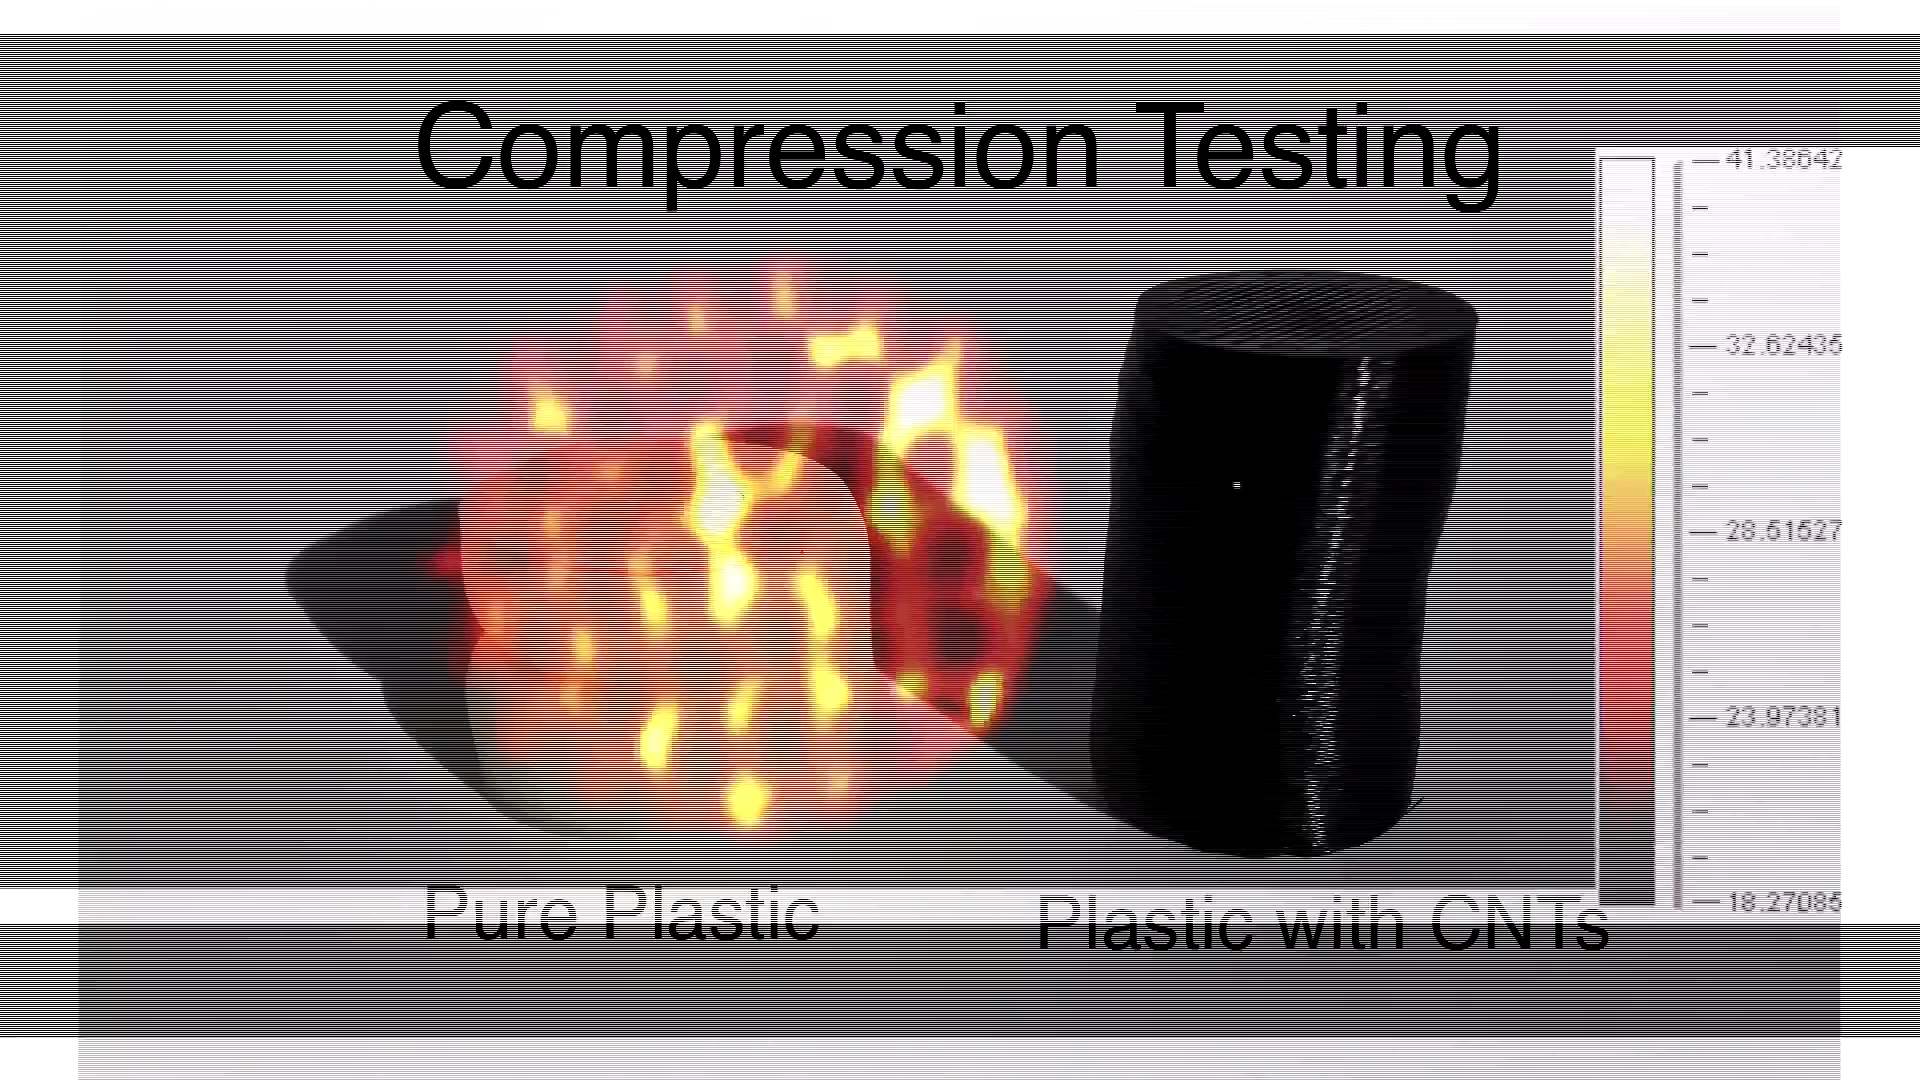 Compression Testing
41.38642
32.62435
28.51527
23.97381
18.27085
Pure Plastic
Plastic with CNTs